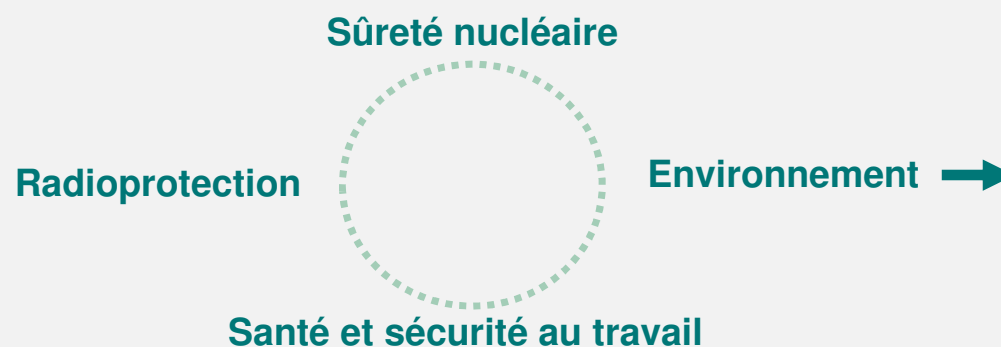 Sûreté nucléaire
Radioprotection
Environnement
Santé et sécurité au travail